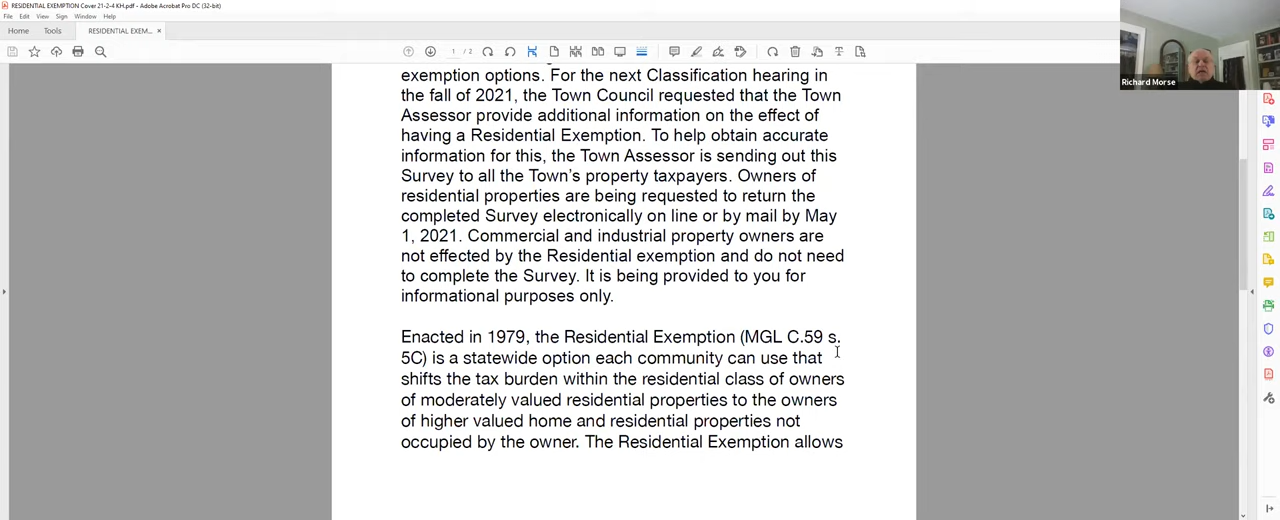 RESIDENTIAL EXEMPTION Cover 21-2-4 KH.pdf - Adobe Acrobat Pro DC (32-bit)
File Edit View Sign Window Help
Home Tools RESIDENTIAL EXEM... ×
1 / 2
Richard Morse
exemption options. For the next Classification hearing in
the fall of 2021, the Town Council requested that the Town
Assessor provide additional information on the effect of
having a Residential Exemption. To help obtain accurate
information for this, the Town Assessor is sending out this
Survey to all the Town's property taxpayers. Owners of
residential properties are being requested to return the
completed Survey electronically on line or by mail by May
1, 2021. Commercial and industrial property owners are
not effected by the Residential exemption and do not need
to complete the Survey. It is being provided to you for
informational purposes only.
Enacted in 1979, the Residential Exemption (MGL C.59 s.
5C) is a statewide option each community can use that
shifts the tax burden within the residential class of owners
of moderately valued residential properties to the owners
of higher valued home and residential properties not
occupied by the owner. The Residential Exemption allows